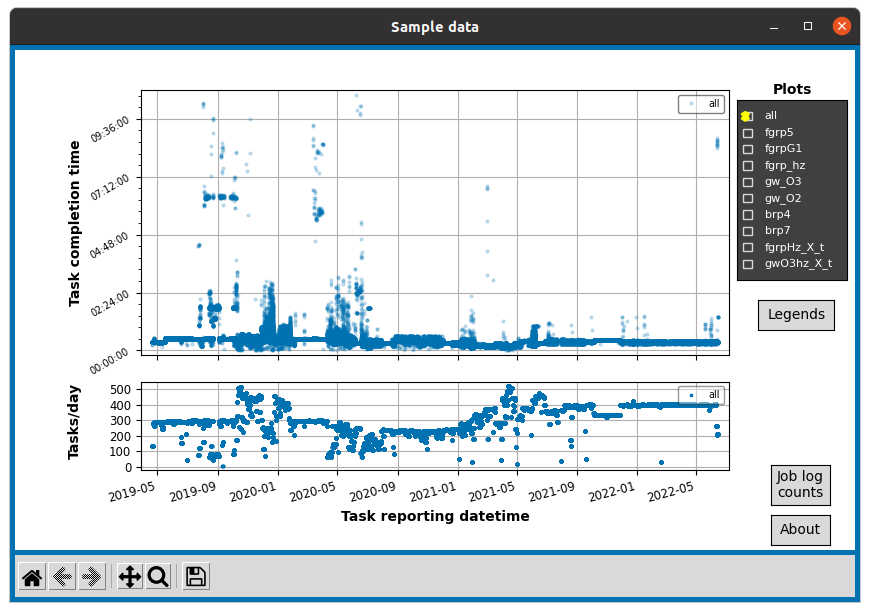 Sample data
Plots
all
all
fgrp5
fgrpG1
fgrp_hz
gw_O3
gw_O2
brp4
brp7
fgrpHz_X_t
gwO3hz_X_t
Task completion time
09:36:00
07:12:00
04:48:00
02:24:00
00:00:00
Legends
Tasks/day
500
400
300
200
100
0
all
2019-05
2019-09
2020-01
2020-05
2020-09
2021-01
2021-05
2021-09
2022-01
2022-05
Task reporting datetime
Job log
counts
About